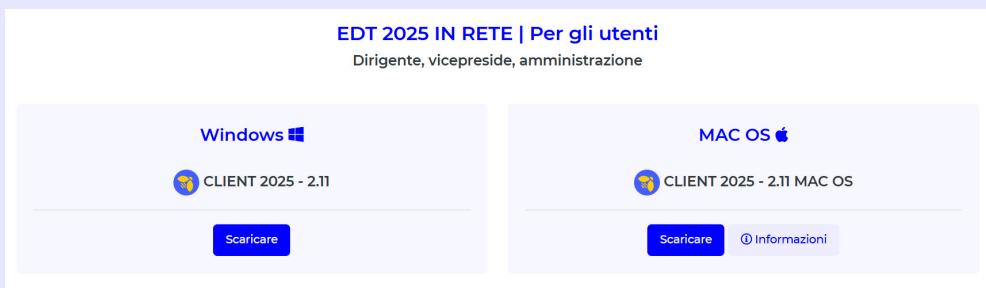 EDT 2025 IN RETE | Per gli utenti
Dirigente, vicepreside, amministrazione
Windows
CLIENT 2025 - 2.11
Scaricare
MAC OS
CLIENT 2025 - 2.11 MAC OS
Scaricare
Informazioni